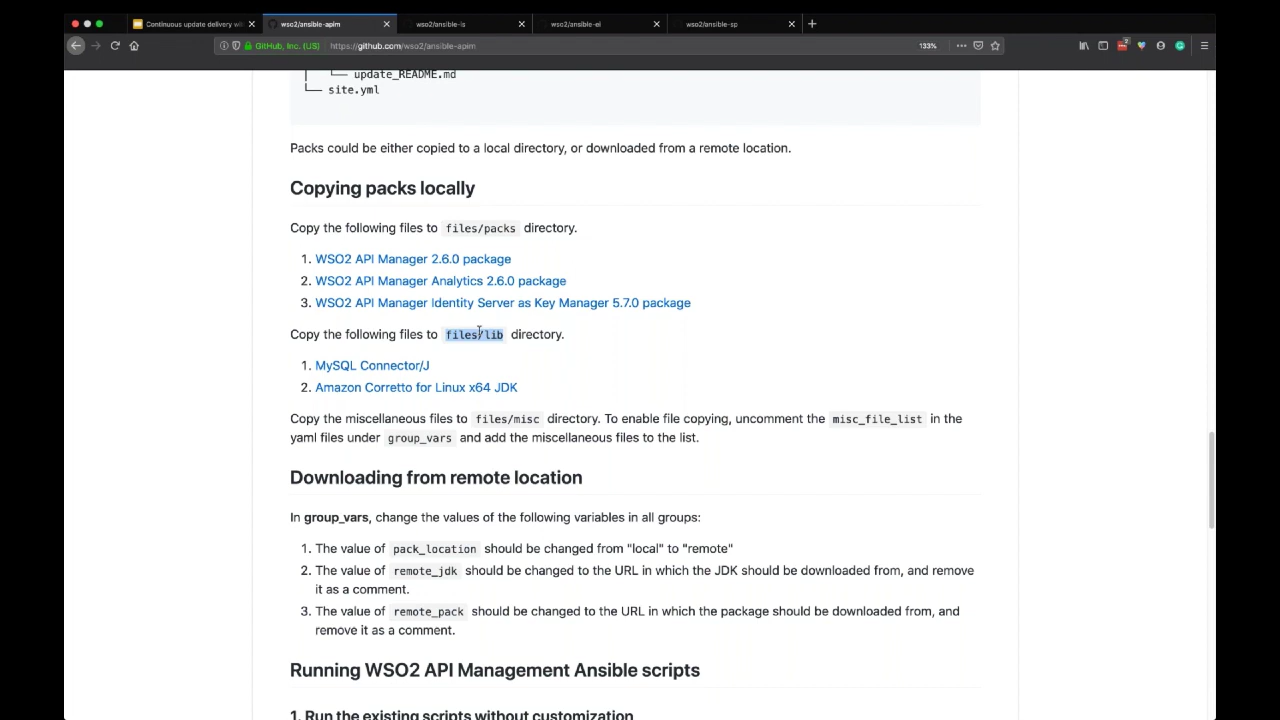 Continuous update delivery wi
wso2/ansible-apim
wso2/ansible-is
wso2/ansible-ei
wso2/ansible-sp
GitHub, Inc. (US)
https://github.com/wso2/ansible-apim
133%
└── update_README.md
└── site.yml
Packs could be either copied to a local directory, or downloaded from a remote location.
Copying packs locally
Copy the following files to files/packs directory.
1. WSO2 API Manager 2.6.0 package
2. WSO2 API Manager Analytics 2.6.0 package
3. WSO2 API Manager Identity Server as Key Manager 5.7.0 package
Copy the following files to files/lib directory.
1. MySQL Connector/J
2. Amazon Corretto for Linux x64 JDK
Copy the miscellaneous files to files/misc directory. To enable file copying, uncomment the misc_file_list in the
yaml files under group_vars and add the miscellaneous files to the list.
Downloading from remote location
In group_vars, change the values of the following variables in all groups:
1. The value of pack_location should be changed from "local" to "remote"
2. The value of remote_jdk should be changed to the URL in which the JDK should be downloaded from, and remove
it as a comment.
3. The value of remote_pack should be changed to the URL in which the package should be downloaded from, and
remove it as a comment.
Running WSO2 API Management Ansible scripts
1. Run the existing scripts without customization